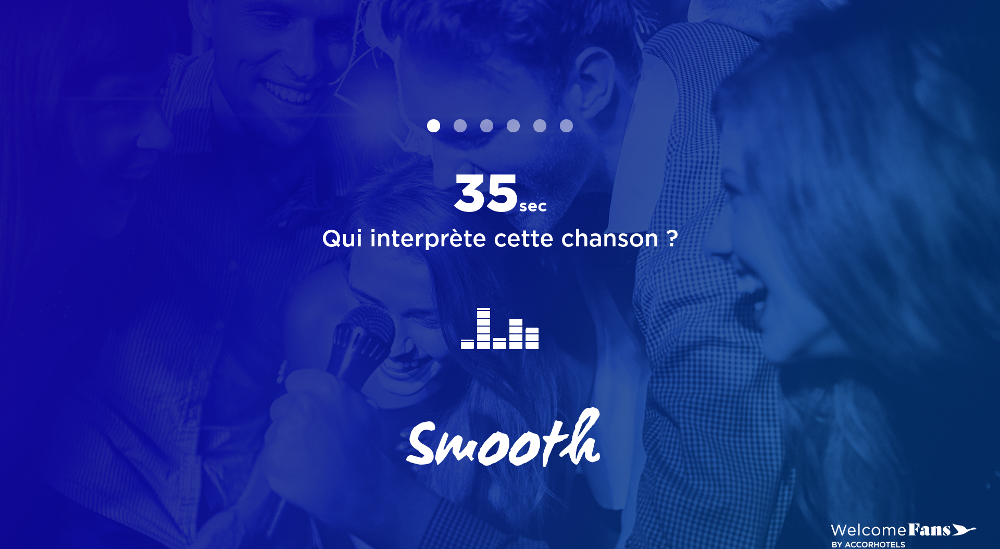 35sec
Qui interprète cette chanson ?
smooth
WelcomeFans
BY ACCORHOTELS